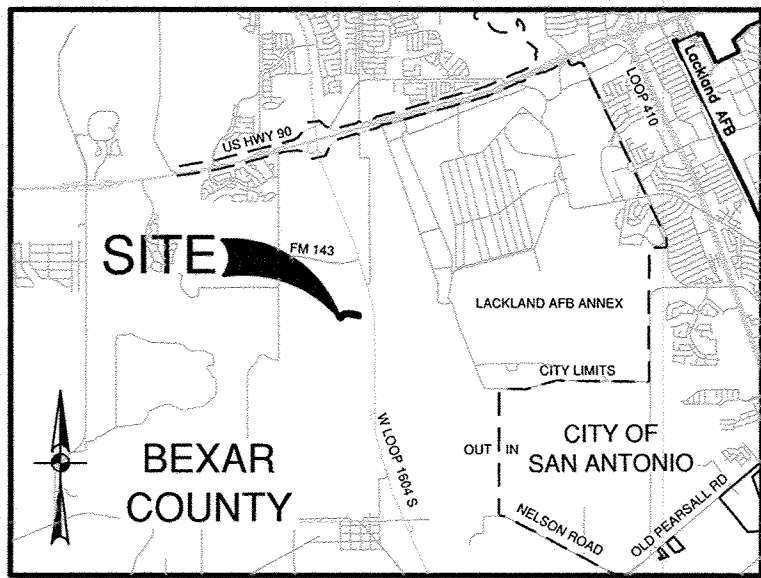 LOOP 410
Lackland AFB
US HWY 90
SITE
FM 143
LACKLAND AFB ANNEX
CITY LIMITS
W LOOP 1604 S
BEXAR
COUNTY
OUT
IN
CITY OF
SAN ANTONIO
NELSON ROAD
OLD PEARSALL RD